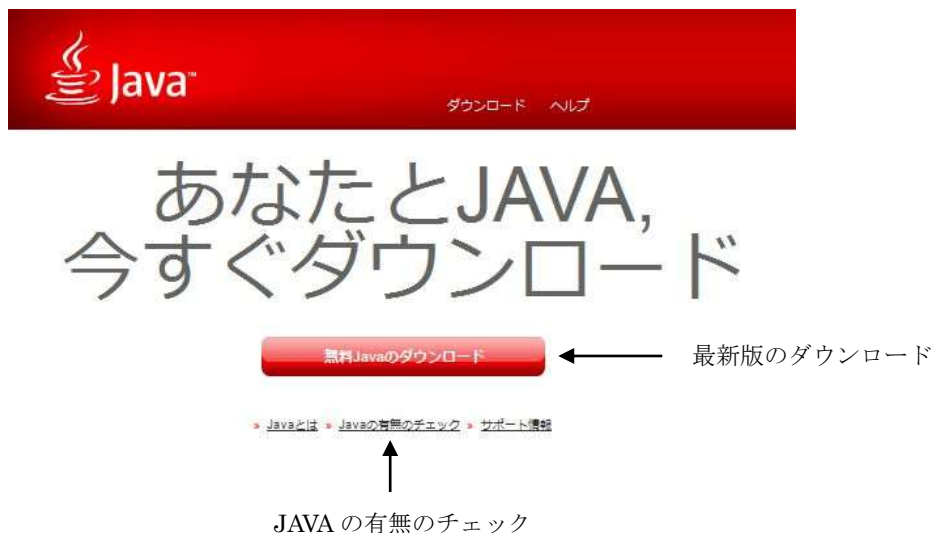 Java™
ダウンロード ヘルプ
あなたとJAVA,
今すぐダウンロード
無料Javaのダウンロード
最新版のダウンロード
» Javaとは » Javaの有無のチェック » サポート情報
JAVA の有無のチェック